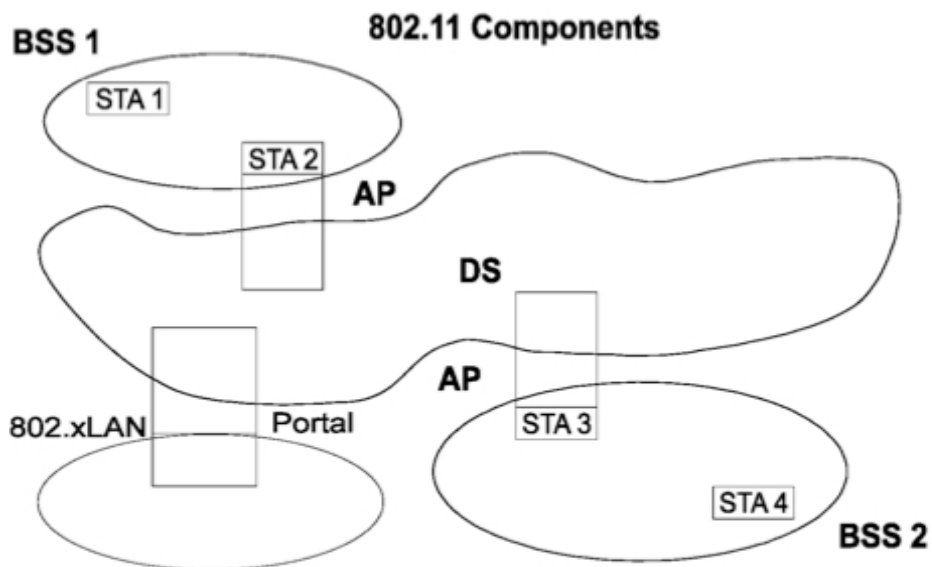 802.11 Components
BSS 1
STA 1
STA 2
AP
DS
AP
802.xLAN
Portal
STA 3
STA 4
BSS 2